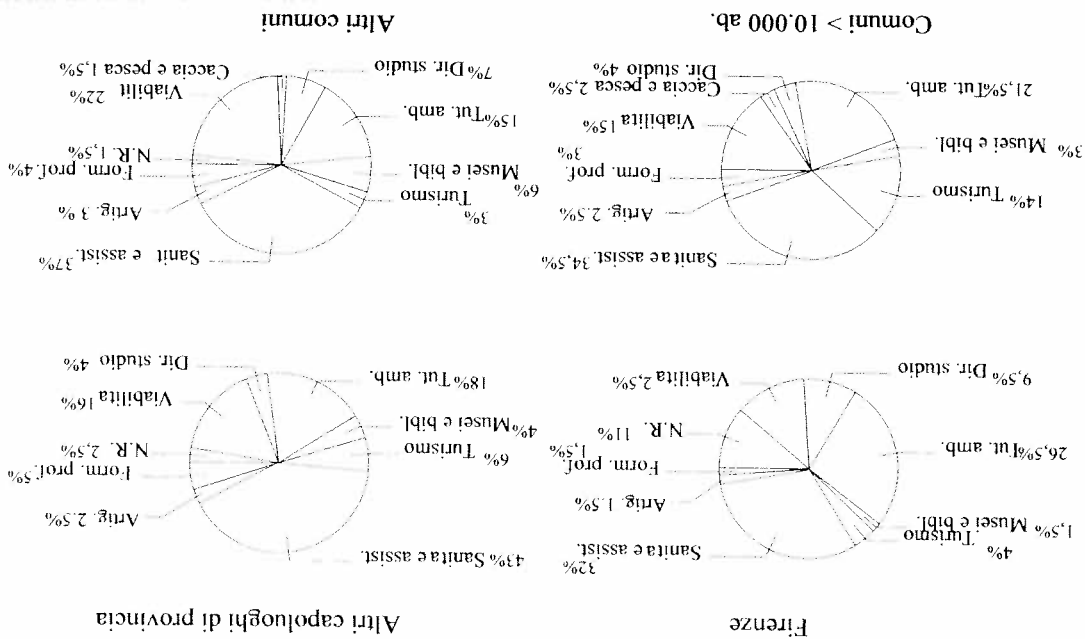 Firenze
Sanita e assist.
32%
4%
Turismo
1,5% Musei e bibl.
Artig. 1.5%
Form. prof.
1,5%
26,5% Tut. amb.
N.R. 11%
Viabilita 2,5%
9,5% Dir. studio
Altri capoluoghi di provincia
43% Sanita e assist.
Artig. 2.5%
Form. prof. 5%
6% Turismo
N.R. 2,5%
4% Musei e bibl.
Viabilita 16%
18% Tut. amb.
Dir. studio 4%
Sanita e assist. 34,5%
Artig. 2.5%
14% Turismo
Form. prof.
3%
3% Musei e bibl.
Viabilita 15%
21,5% Tut. amb.
Caccia e pesca 2,5%
Dir. studio 4%
Comuni > 10.000 ab.
Sanit e assist. 37%
3%
Turismo
Artig. 3 %
6%
Musei e bibl.
Form. prof. 4%
N.R. 1,5%
15% Tut. amb.
Viabilit 22%
Caccia e pesca 1,5%
7% Dir. studio
Altri comuni